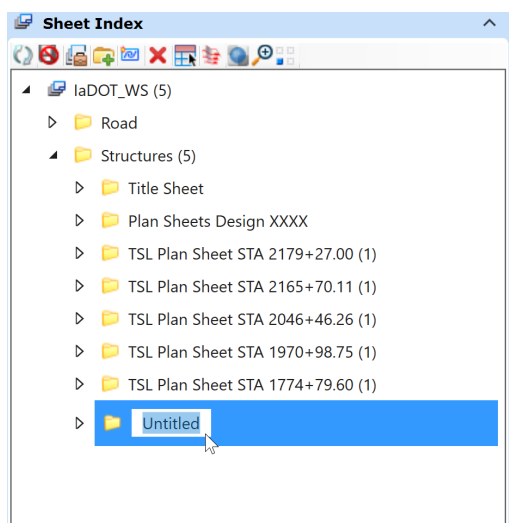 Sheet Index
IaDOT_WS (5)
Road
Structures (5)
Title Sheet
Plan Sheets Design XXXX
TSL Plan Sheet STA 2179+27.00 (1)
TSL Plan Sheet STA 2165+70.11 (1)
TSL Plan Sheet STA 2046+46.26 (1)
TSL Plan Sheet STA 1970+98.75 (1)
TSL Plan Sheet STA 1774+79.60 (1)
Untitled